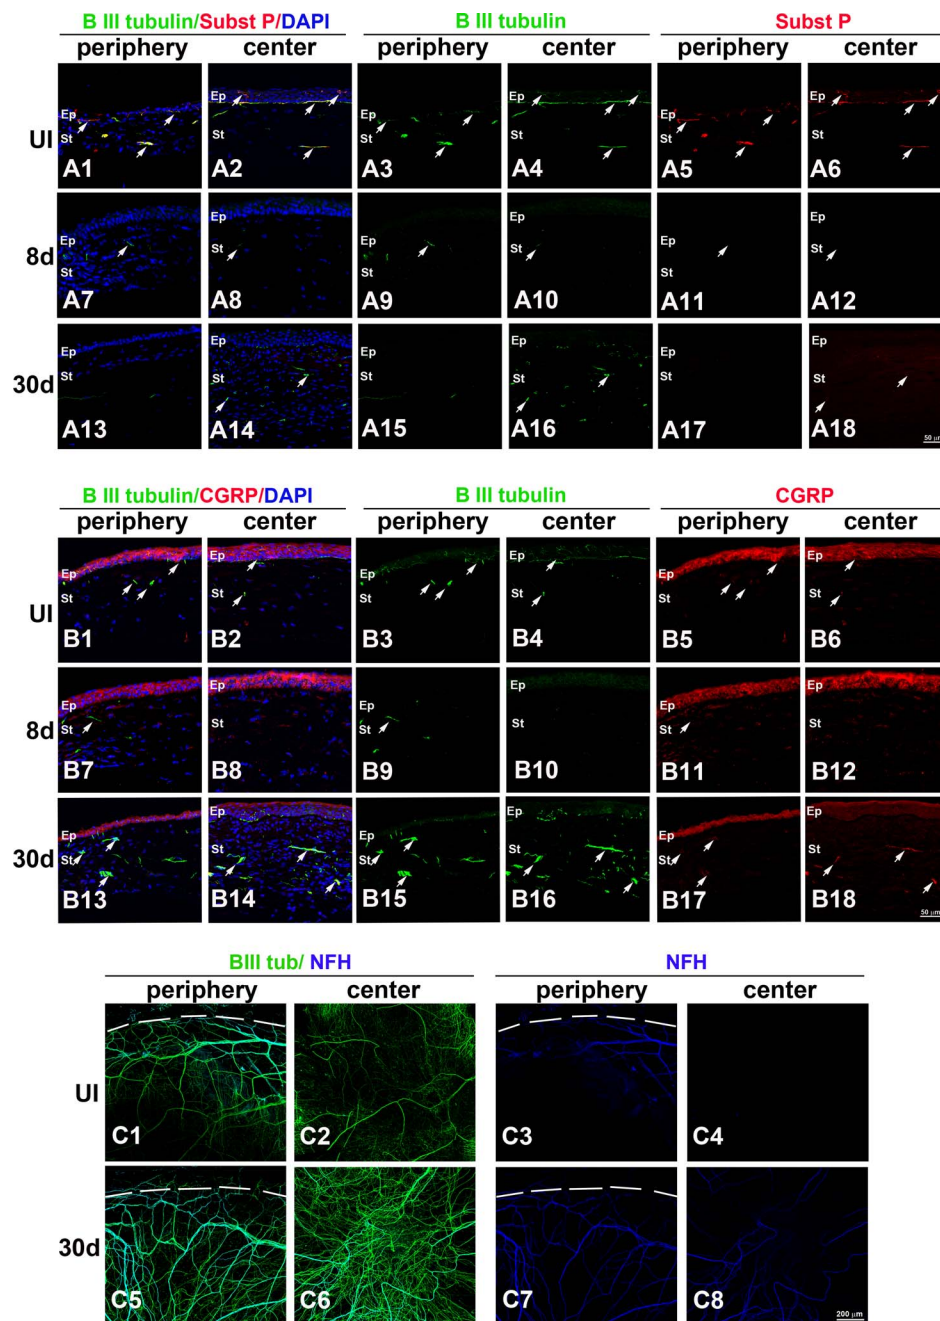 B III tubulin/Subst P/DAPI B III tubulin Subst P
periphery center periphery center periphery center
UI
Ep Ep Ep Ep Ep Ep
St St St St St St
A1 A2 A3 A4 A5 A6
8d
Ep St Ep St Ep St
St St St
A7 A8 A9 A10 A11 A12
30d
Ep Ep Ep Ep Ep Ep
St St St St St St
A13 A14 A15 A16 A17 A18
50 µm
B III tubulin/CGRP/DAPI B III tubulin CGRP
periphery center periphery center periphery center
UI
Ep Ep Ep Ep Ep Ep
St St St St St St
B1 B2 B3 B4 B5 B6
8d
Ep Ep Ep Ep Ep Ep
St St St St St St
B7 B8 B9 B10 B11 B12
30d
Ep Ep Ep Ep Ep Ep
St St St St St St
B13 B14 B15 B16 B17 B18
50 µm
BIII tub/ NFH NFH
periphery center periphery center
UI
C1 C2 C3 C4
30d
C5 C6 C7 C8
200 µm